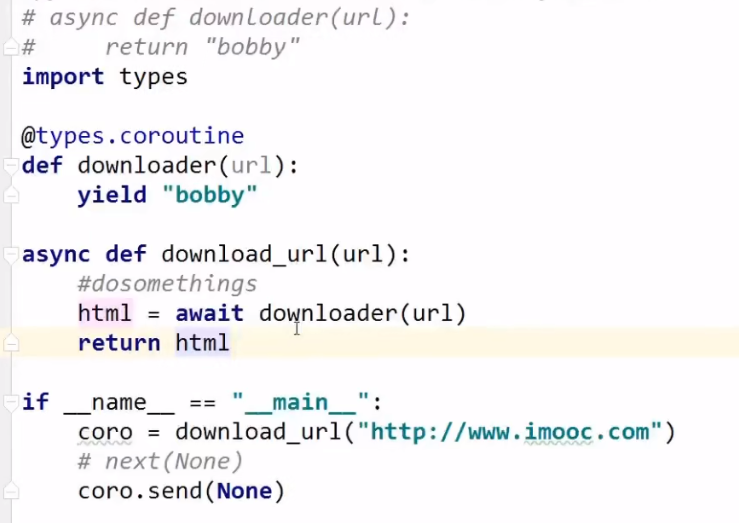 # async def downloader(url):
#     return "bobby"
import types

@types.coroutine
def downloader(url):
    yield "bobby"

async def download_url(url):
    #dosomethings
    html = await downloader(url)
    return html

if __name__ == "__main__":
    coro = download_url("http://www.imooc.com")
    # next(None)
    coro.send(None)